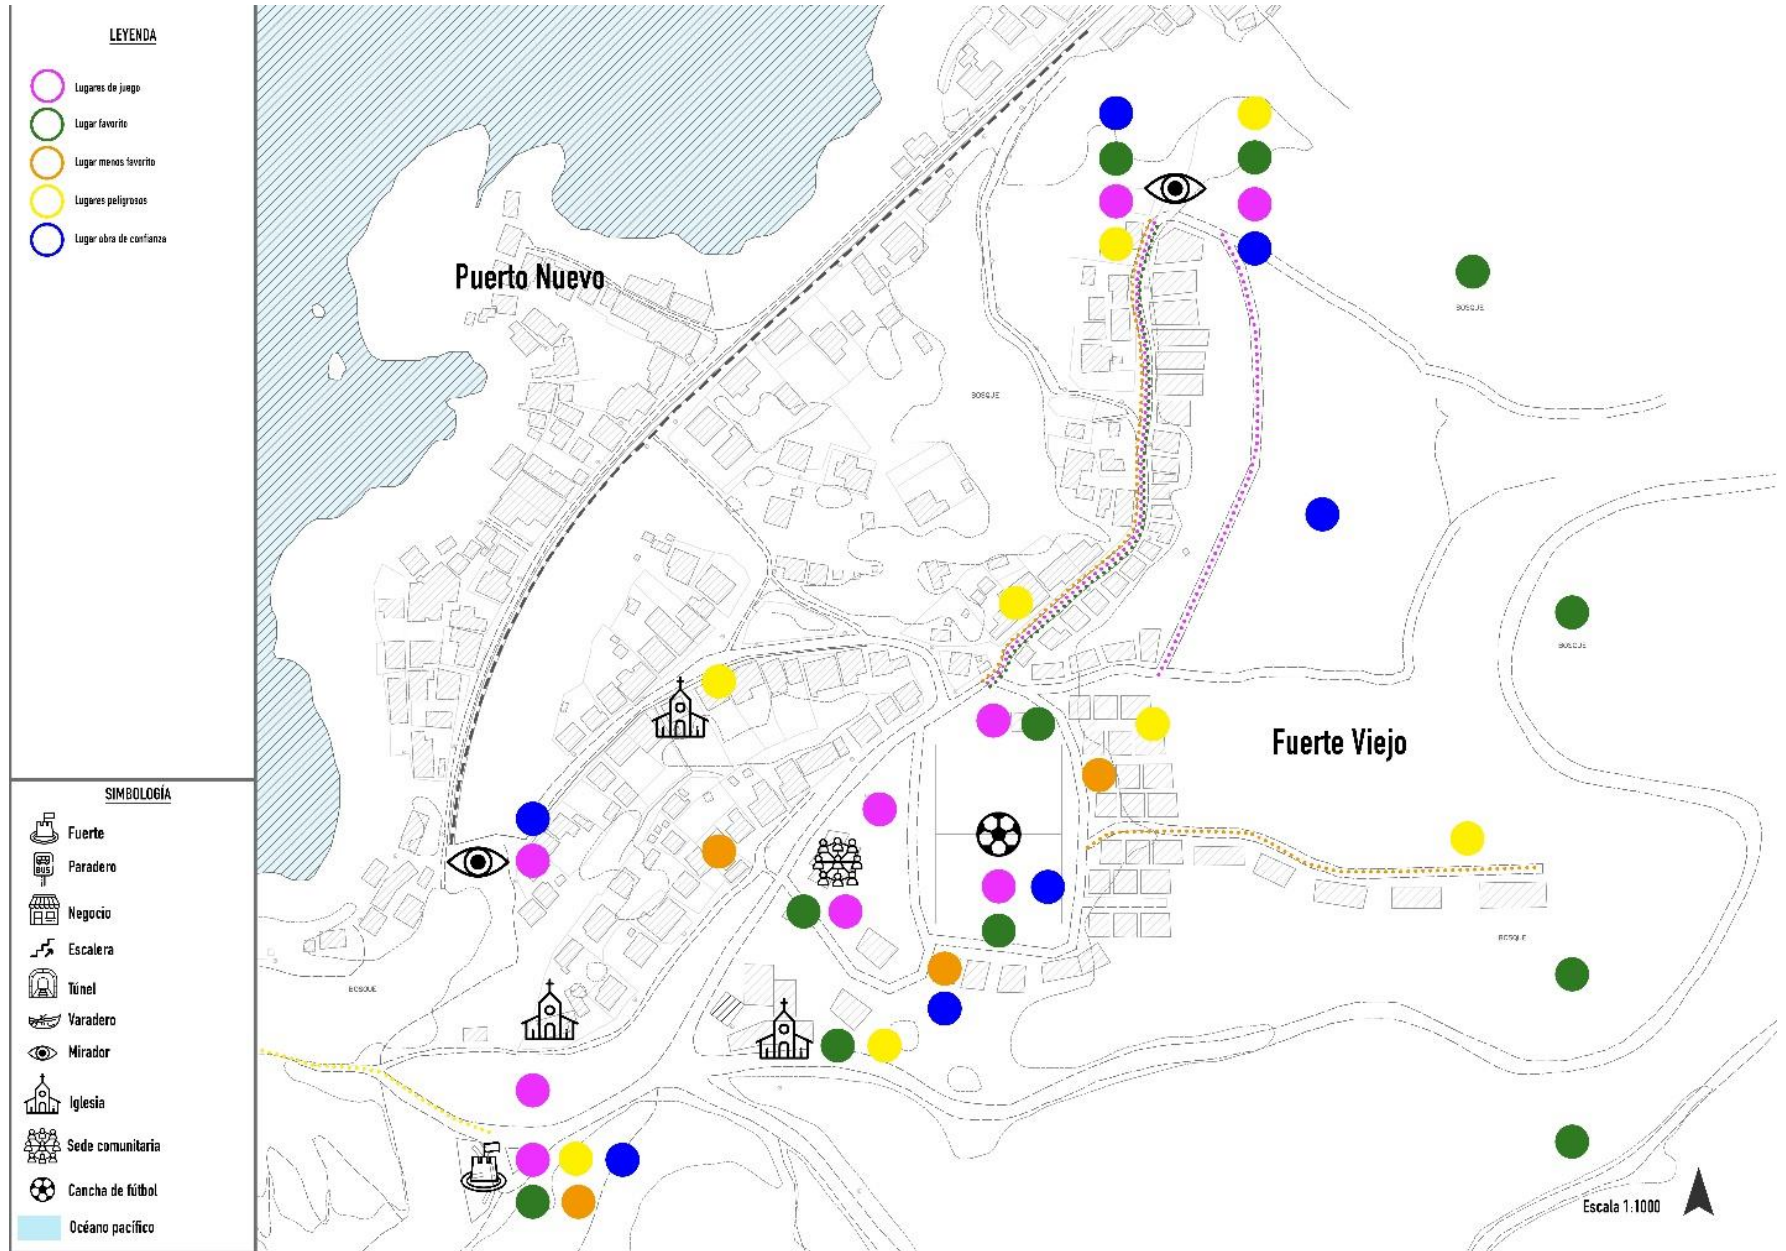 LEYENDA
Lugares de juego
Lugar favorito
Lugar menos favorito
Lugares peligrosos
Lugar obra de confianza
SIMBOLOGÍA
Fuerte
BUS
Paradero
Negocio
Escalera
Túnel
Varadero
Mirador
Iglesia
Sede comunitaria
Cancha de fútbol
Océano pacífico
Puerto Nuevo
BOSQUE
BOSQUE
BOSQUE
Fuerte Viejo
BOSQUE
BOSQUE
Escala 1:1000